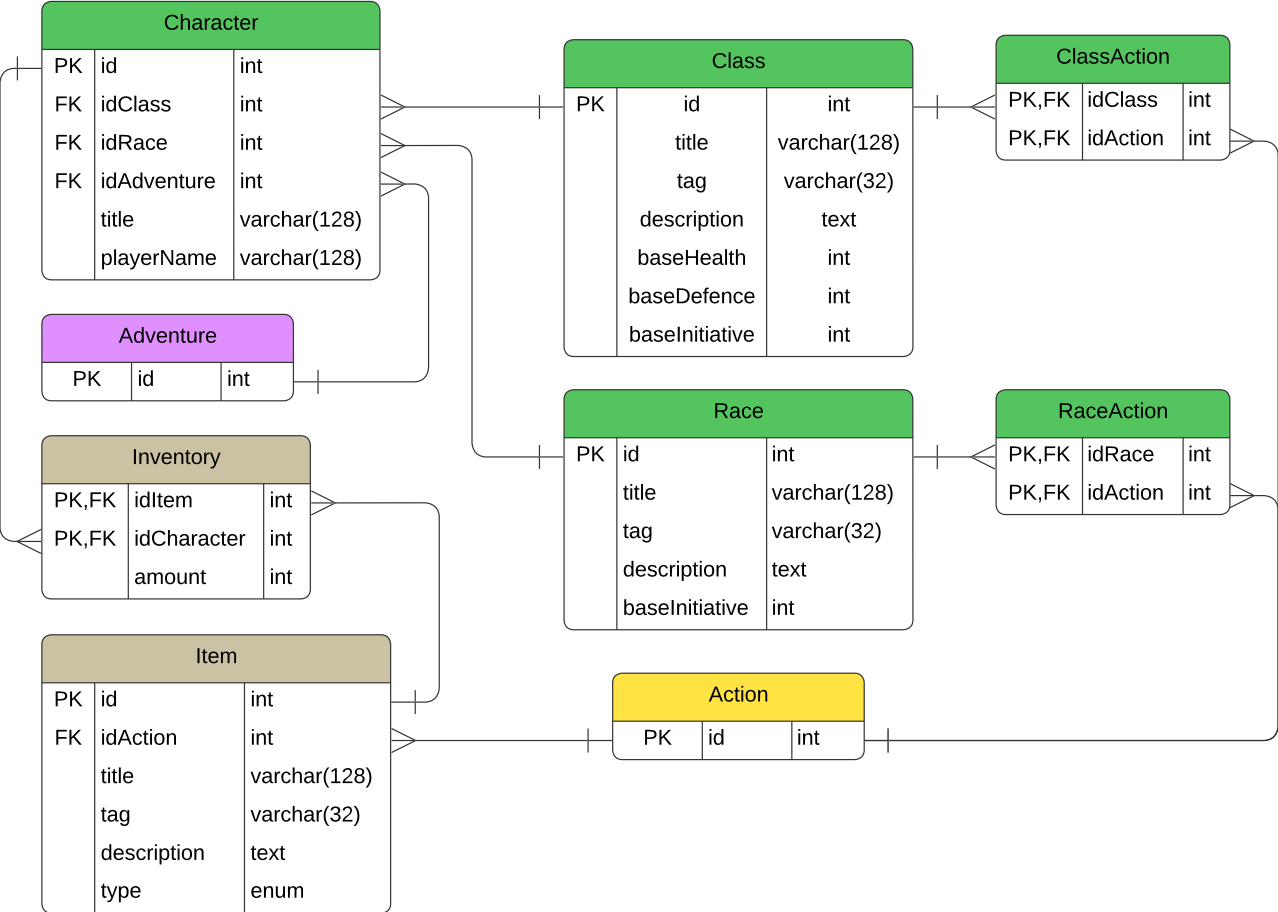 Character
PK id int
FK idClass int
FK idRace int
FK idAdventure int
title varchar(128)
playerName varchar(128)
Adventure
PK id int
Inventory
PK,FK idItem int
PK,FK idCharacter int
amount int
Item
PK id int
FK idAction int
title varchar(128)
tag varchar(32)
description text
type enum
Class
PK id int
title varchar(128)
tag varchar(32)
description text
baseHealth int
baseDefence int
baseInitiative int
Race
PK id int
title varchar(128)
tag varchar(32)
description text
baseInitiative int
Action
PK id int
ClassAction
PK,FK idClass int
PK,FK idAction int
RaceAction
PK,FK idRace int
PK,FK idAction int